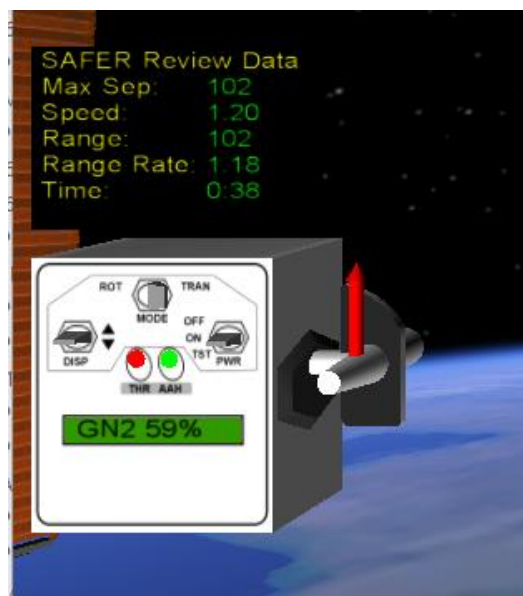 SAFER Review Data
Max Sep: 102
Speed: 1.20
Range: 102
Range Rate: 1.18
Time: 0:38
ROT TRAN
MODE
OFF
ON
TST
DISP
PWR
THR AAH
GN2 59%